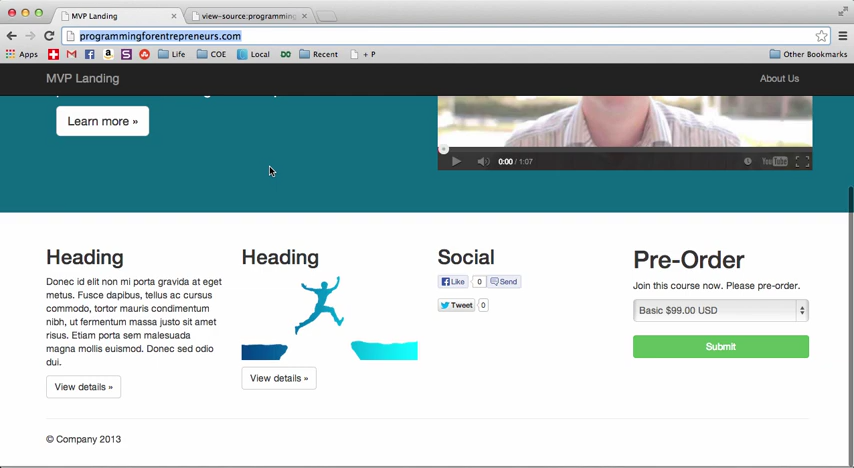 MVP Landing
view-source:programming
programmingforentrepreneurs.com
Apps
Life
COE
Local
Recent
+ P
Other Bookmarks
MVP Landing
About Us
Learn more »
0:00 / 1:07
YouTube
Heading
Donec id elit non mi porta gravida at eget
metus. Fusce dapibus, tellus ac cursus
commodo, tortor mauris condimentum
nibh, ut fermentum massa justo sit amet
risus. Etiam porta sem malesuada
magna mollis euismod. Donec sed odio
dui.
View details »
Heading
View details »
Social
Like
0
Send
Tweet
0
Pre-Order
Join this course now. Please pre-order.
Basic $99.00 USD
Submit
© Company 2013